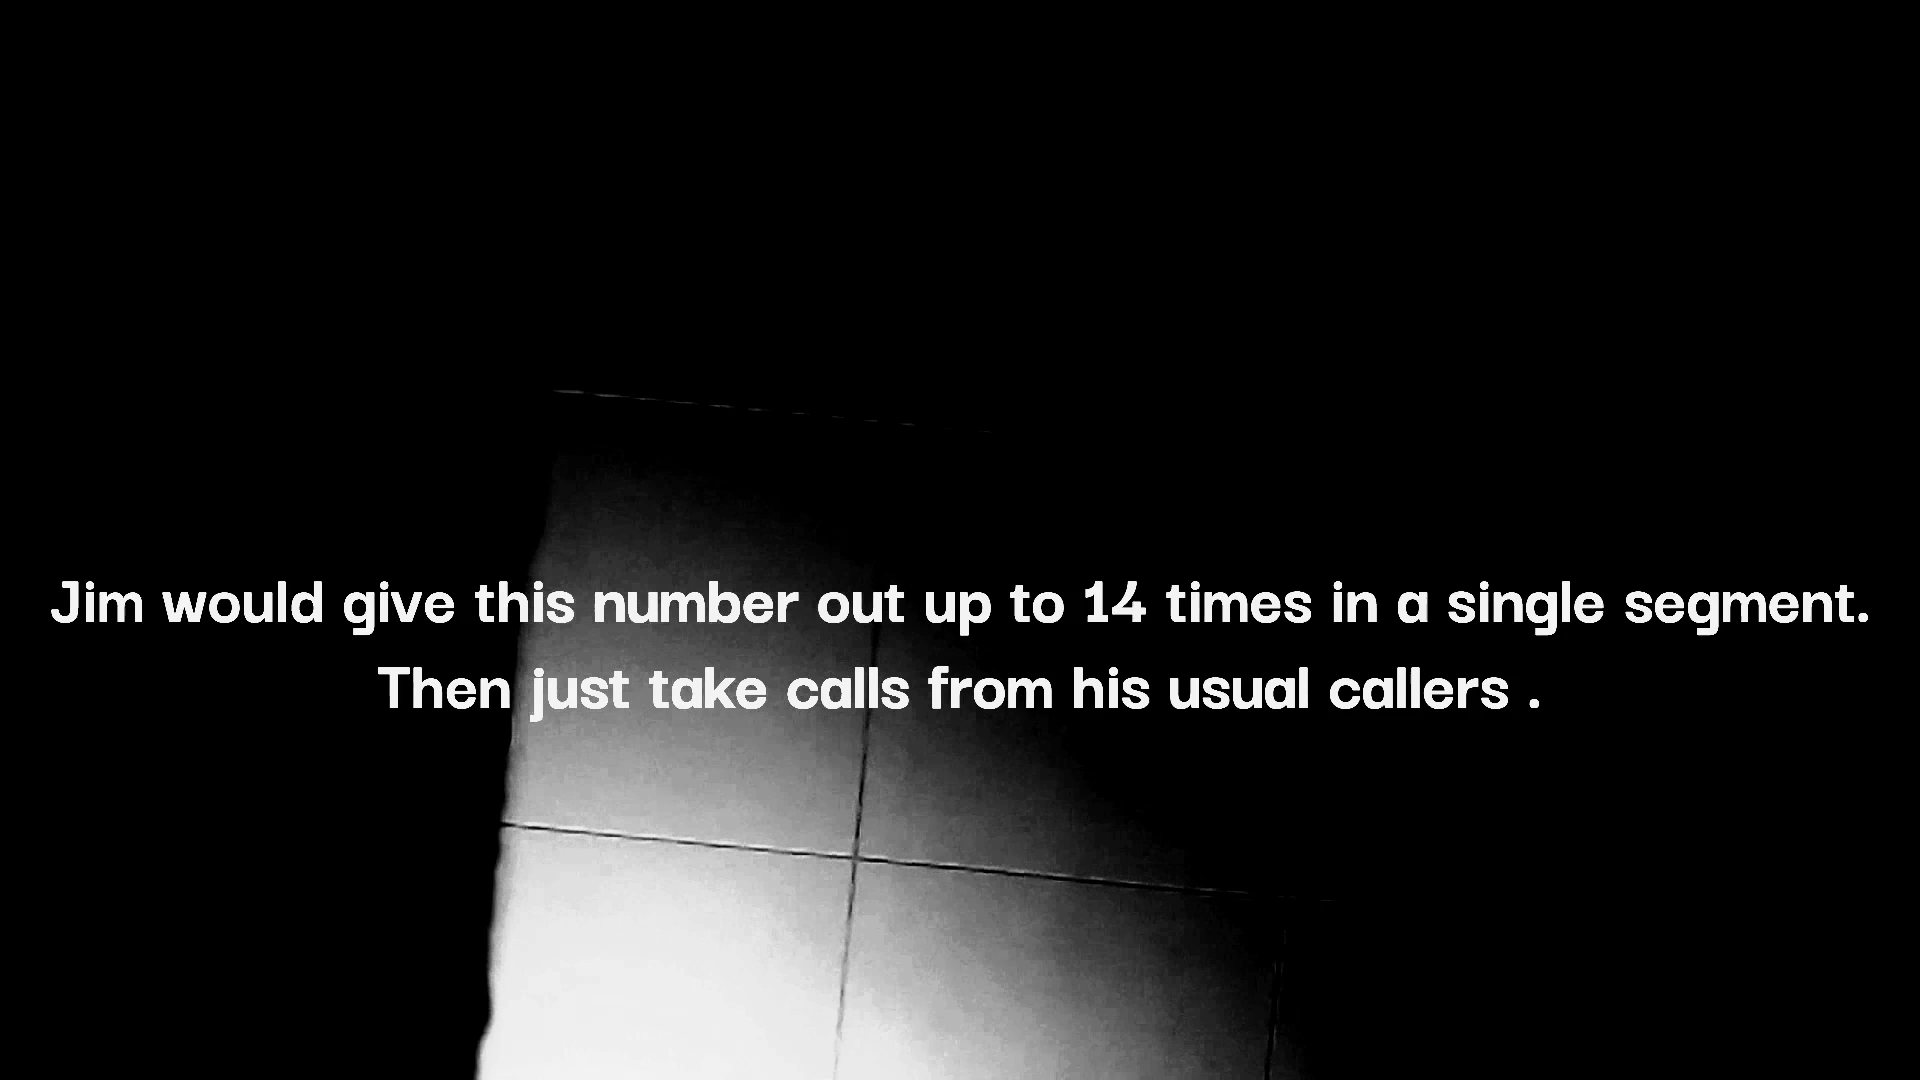 Jim would give this number out up to 14 times in a single segment.
Then just take calls from his usual callers .